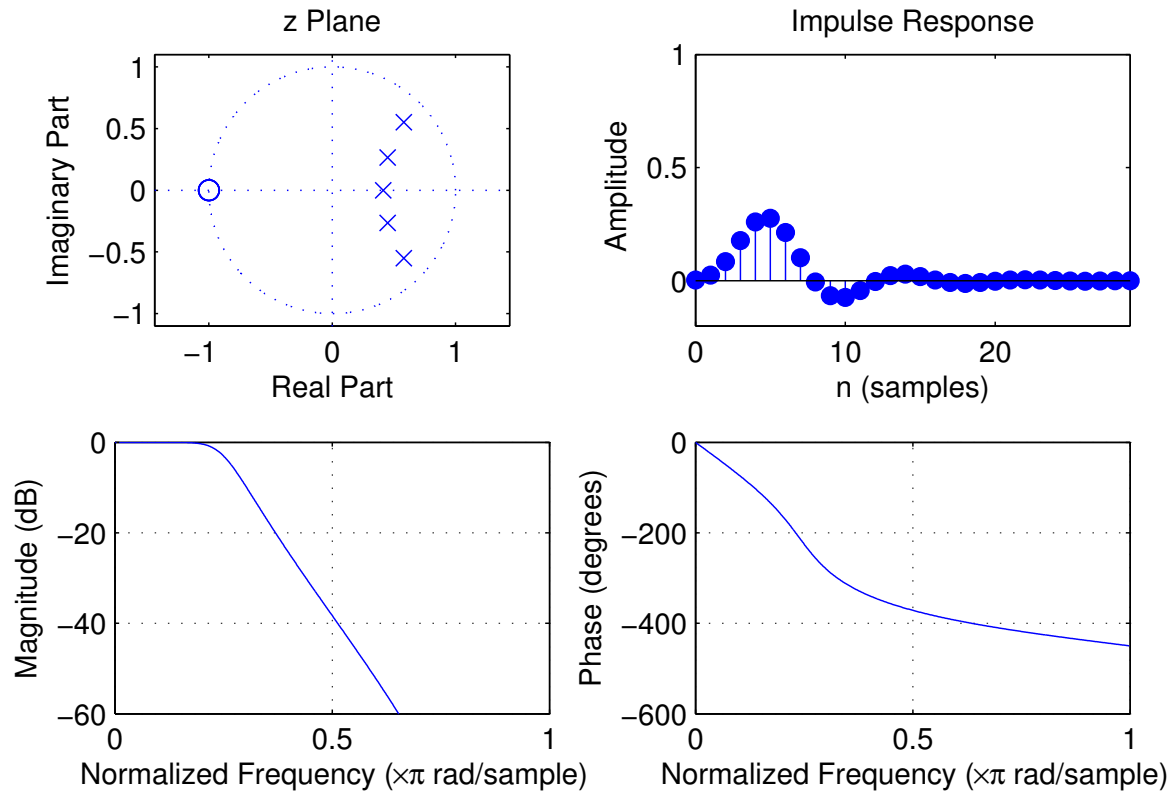 z Plane
Imaginary Part
1
0.5
0
−0.5
−1
−1 0 1
Real Part
Impulse Response
Amplitude
1
0.5
0
0 10 20
n (samples)
Magnitude (dB)
0
−20
−40
−60
0 0.5 1
Normalized Frequency (×π rad/sample)
Phase (degrees)
0
−200
−400
−600
0 0.5 1
Normalized Frequency (×π rad/sample)